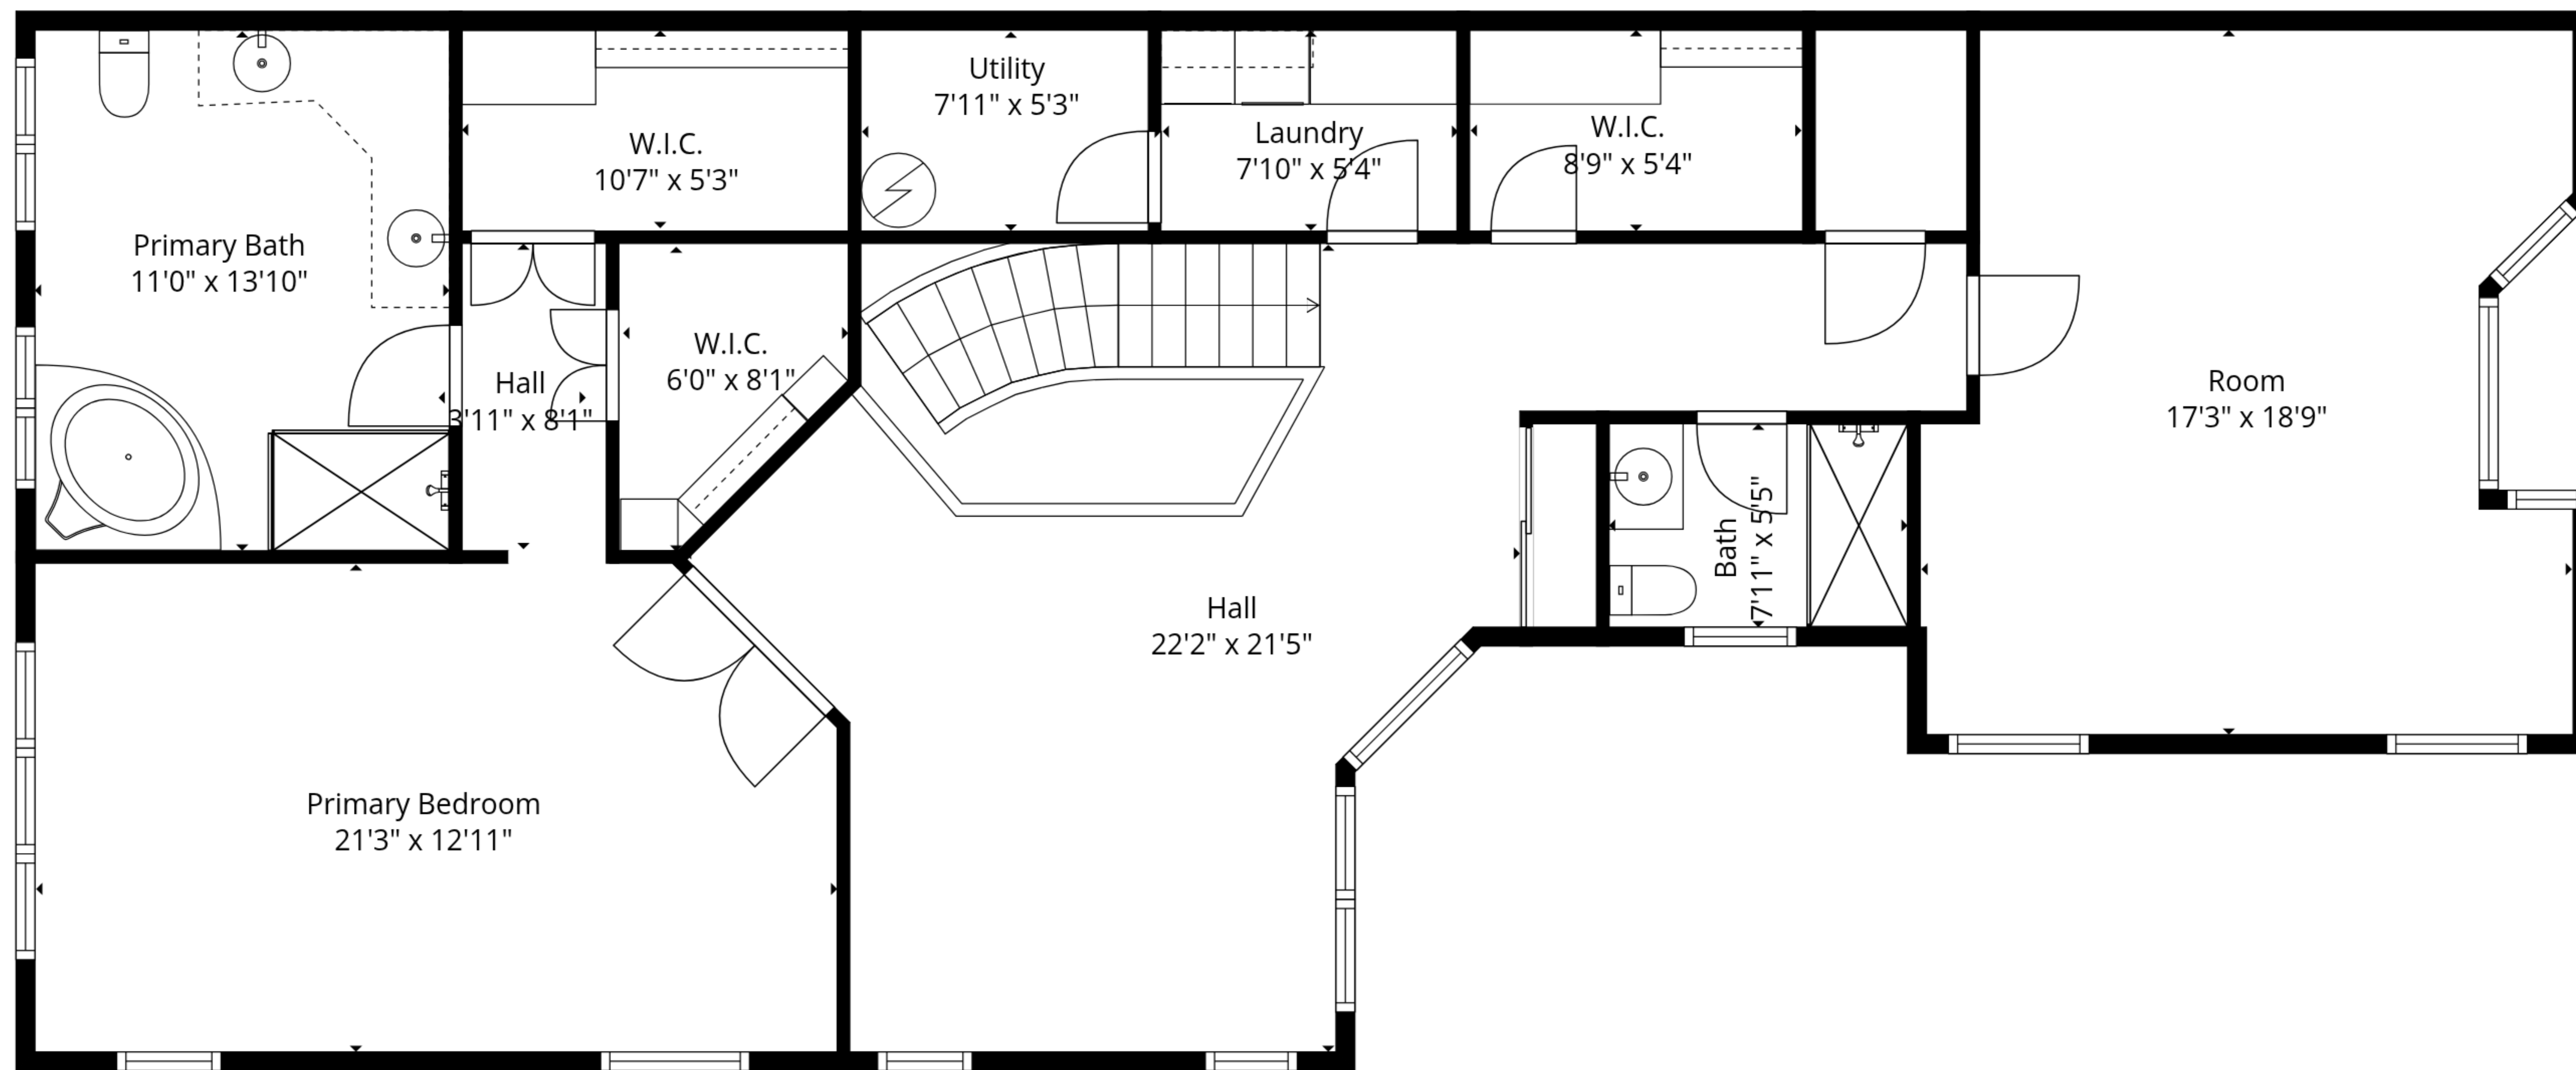 Utility
7'11" x 5'3"
Laundry
7'10" x 5'4"
W.I.C.
8'9" x 5'4"
W.I.C.
10'7" x 5'3"
Primary Bath
11'0" x 13'10"
W.I.C.
6'0" x 8'1"
Hall
3'11" x 8'1"
Room
17'3" x 18'9"
Bath
7'11" x 5'5"
Hall
22'2" x 21'5"
Primary Bedroom
21'3" x 12'11"